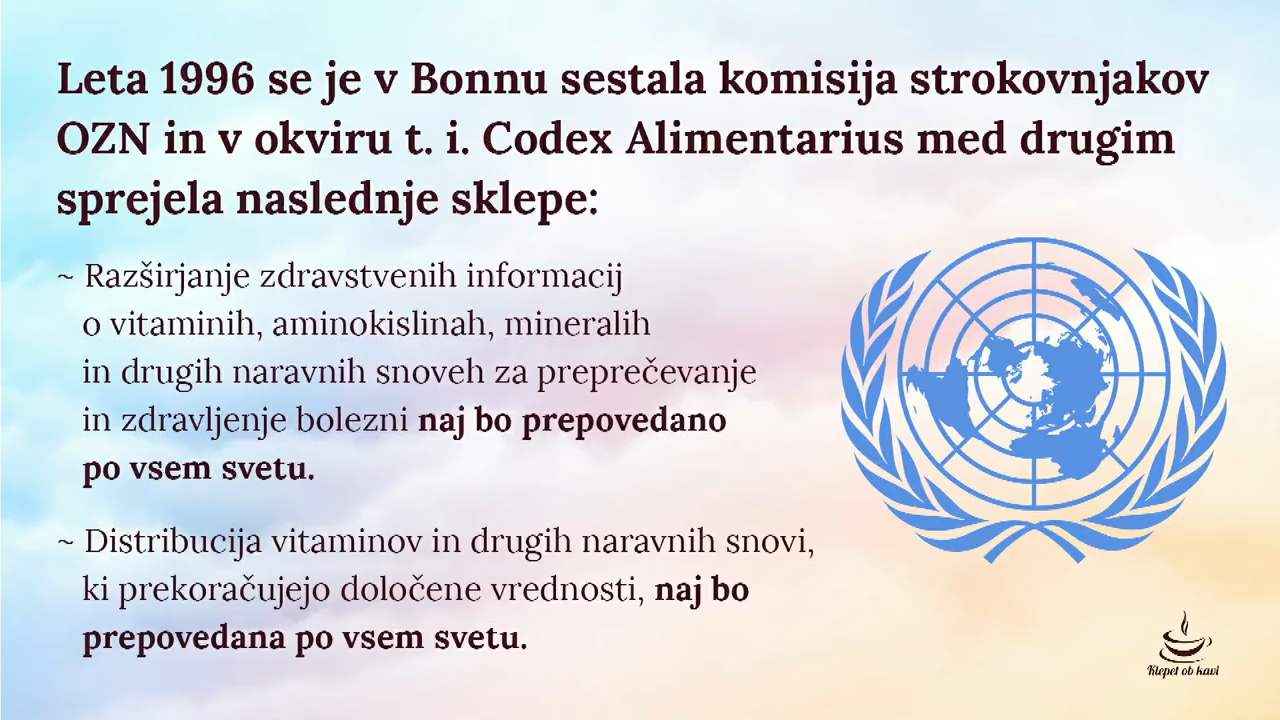 Leta 1996 se je v Bonnu sestala komisija strokovnjakov
OZN in v okviru t. i. Codex Alimentarius med drugim
sprejela naslednje sklepe:
~ Razširjanje zdravstvenih informacij
o vitaminih, aminokislinah, mineralih
in drugih naravnih snoveh za preprečevanje
in zdravljenje bolezni naj bo prepovedano
po vsem svetu.
~ Distribucija vitaminov in drugih naravnih snovi,
ki prekoračujejo določene vrednosti, naj bo
prepovedana po vsem svetu.
Klepet ob kavi